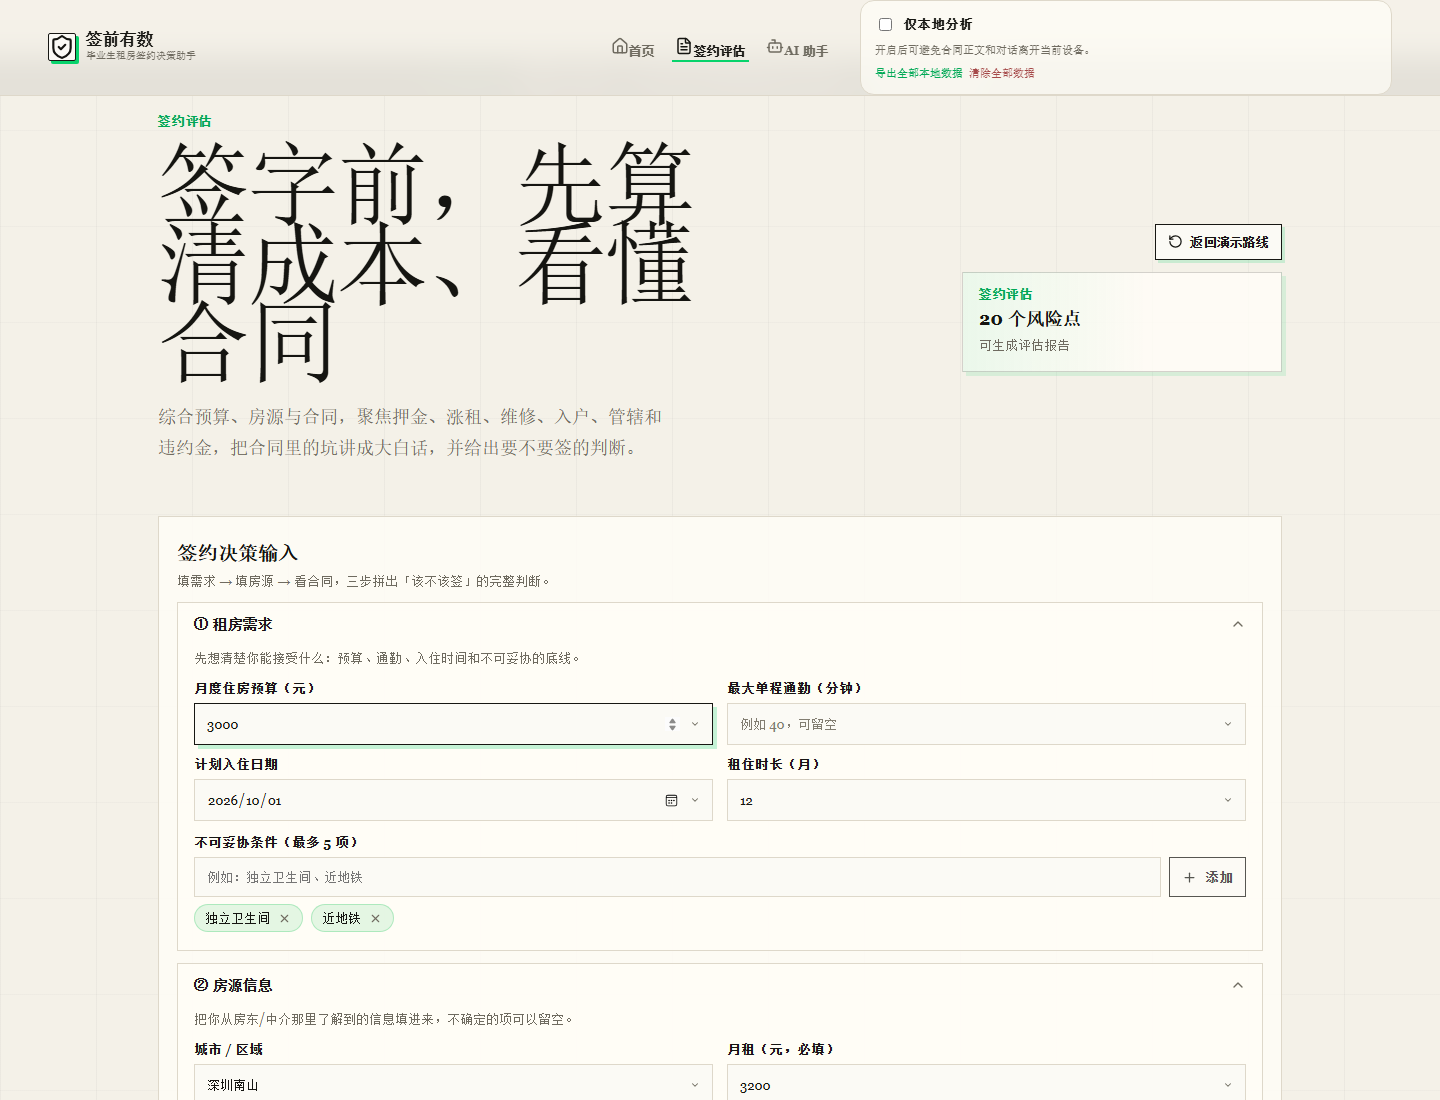 签前有数
毕业生租房签约决策助手
首页
签约评估
AI 助手
仅本地分析
开启后可避免合同正文和对话离开当前设备。
导出全部本地数据 清除全部数据
签约评估
签字前，先算
清成本、看懂
合同
综合预算、房源与合同，聚焦押金、涨租、维修、入户、管辖和
违约金，把合同里的坑讲成大白话，并给出要不要签的判断。
返回演示路线
签约评估
20 个风险点
可生成评估报告
签约决策输入
填需求 → 填房源 → 看合同，三步拼出「该不该签」的完整判断。
① 租房需求
先想清楚你能接受什么：预算、通勤、入住时间和不可妥协的底线。
月度住房预算（元）
最大单程通勤（分钟）
3000
例如 40，可留空
计划入住日期
租住时长（月）
2026/10/01
12
不可妥协条件（最多 5 项）
例如：独立卫生间、近地铁
添加
独立卫生间
近地铁
② 房源信息
把你从房东/中介那里了解到的信息填进来，不确定的项可以留空。
城市 / 区域
月租（元，必填）
深圳南山
3200